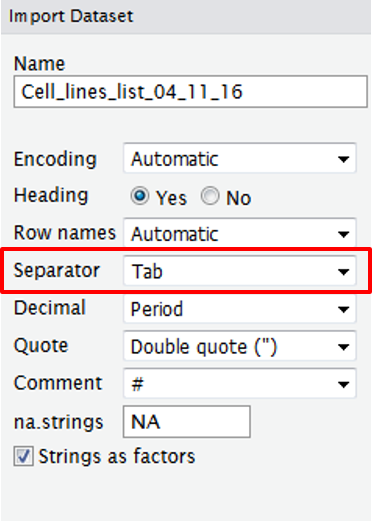 Import Dataset
Name
Cell_lines_list_04_11_16
Encoding Automatic
Heading Yes No
Row names Automatic
Separator Tab
Decimal Period
Quote Double quote (")
Comment #
na.strings NA
Strings as factors